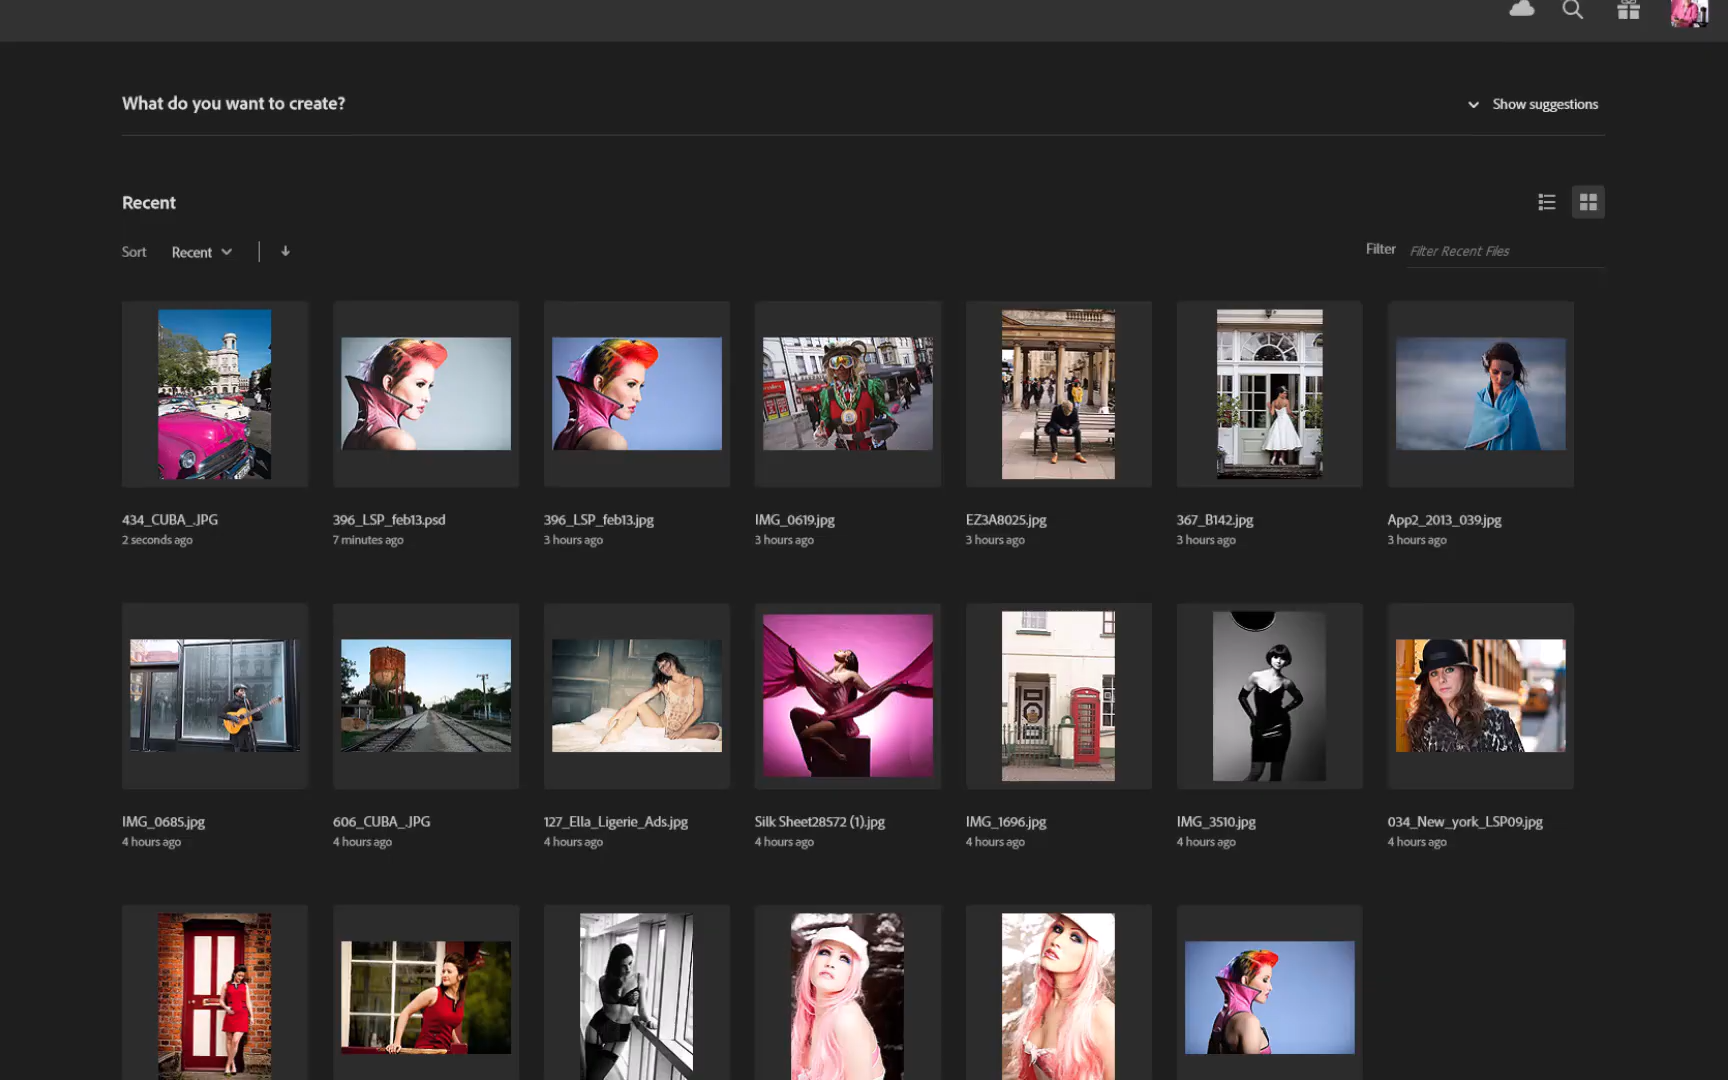 What do you want to create?
Show suggestions
Recent
Sort Recent
Filter Filter Recent Files
434_CUBA_.JPG
2 seconds ago
396_LSP_feb13.psd
7 minutes ago
396_LSP_feb13.jpg
3 hours ago
IMG_0619.jpg
3 hours ago
EZ3A8025.jpg
3 hours ago
367_B142.jpg
3 hours ago
App2_2013_039.jpg
3 hours ago
IMG_0685.jpg
4 hours ago
606_CUBA_.JPG
4 hours ago
127_Ella_Ligerie_Ads.jpg
4 hours ago
Silk Sheet28572 (1).jpg
4 hours ago
IMG_1696.jpg
4 hours ago
IMG_3510.jpg
4 hours ago
034_New_york_LSP09.jpg
4 hours ago